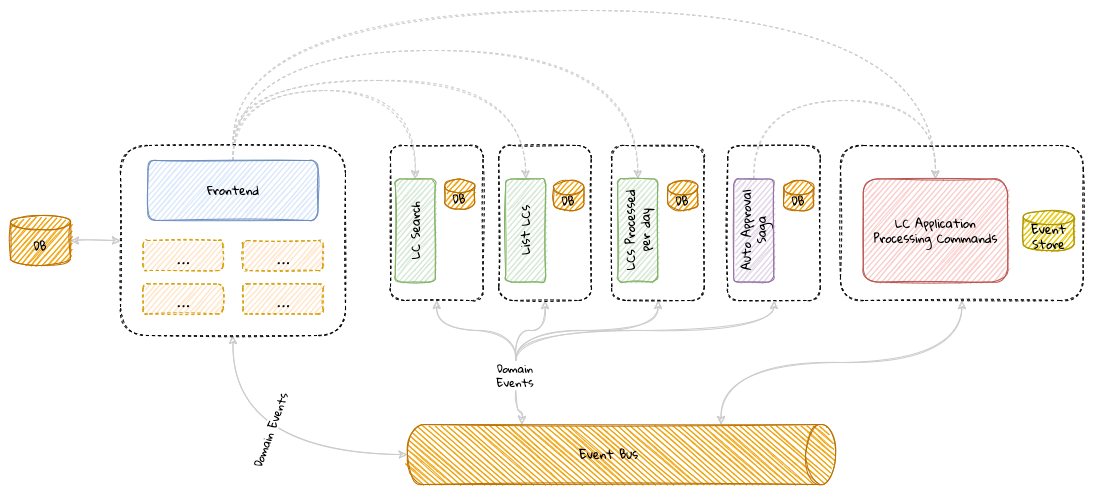 Frontend
DB
...
...
...
...
LC Search
DB
List LCs
DB
LCs Processed
per day
DB
Auto Approval
Saga
DB
LC Application
Processing Commands
Event
Store
Domain
Events
Domain Events
Event Bus